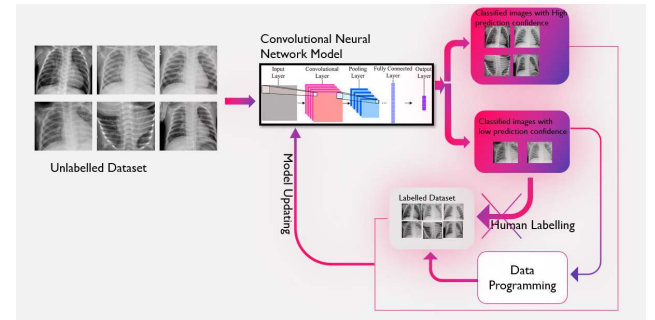 Convolutional Neural
Network Model
Input
Layer
Convolutional
Layer
Pooling
Layer
Fully Connected
Layer
Output
Layer
Classified images with High
prediction confidence
Unlabelled Dataset
Classified images with
low prediction confidence
Model Updating
Labelled Dataset
Human Labelling
Data
Programming